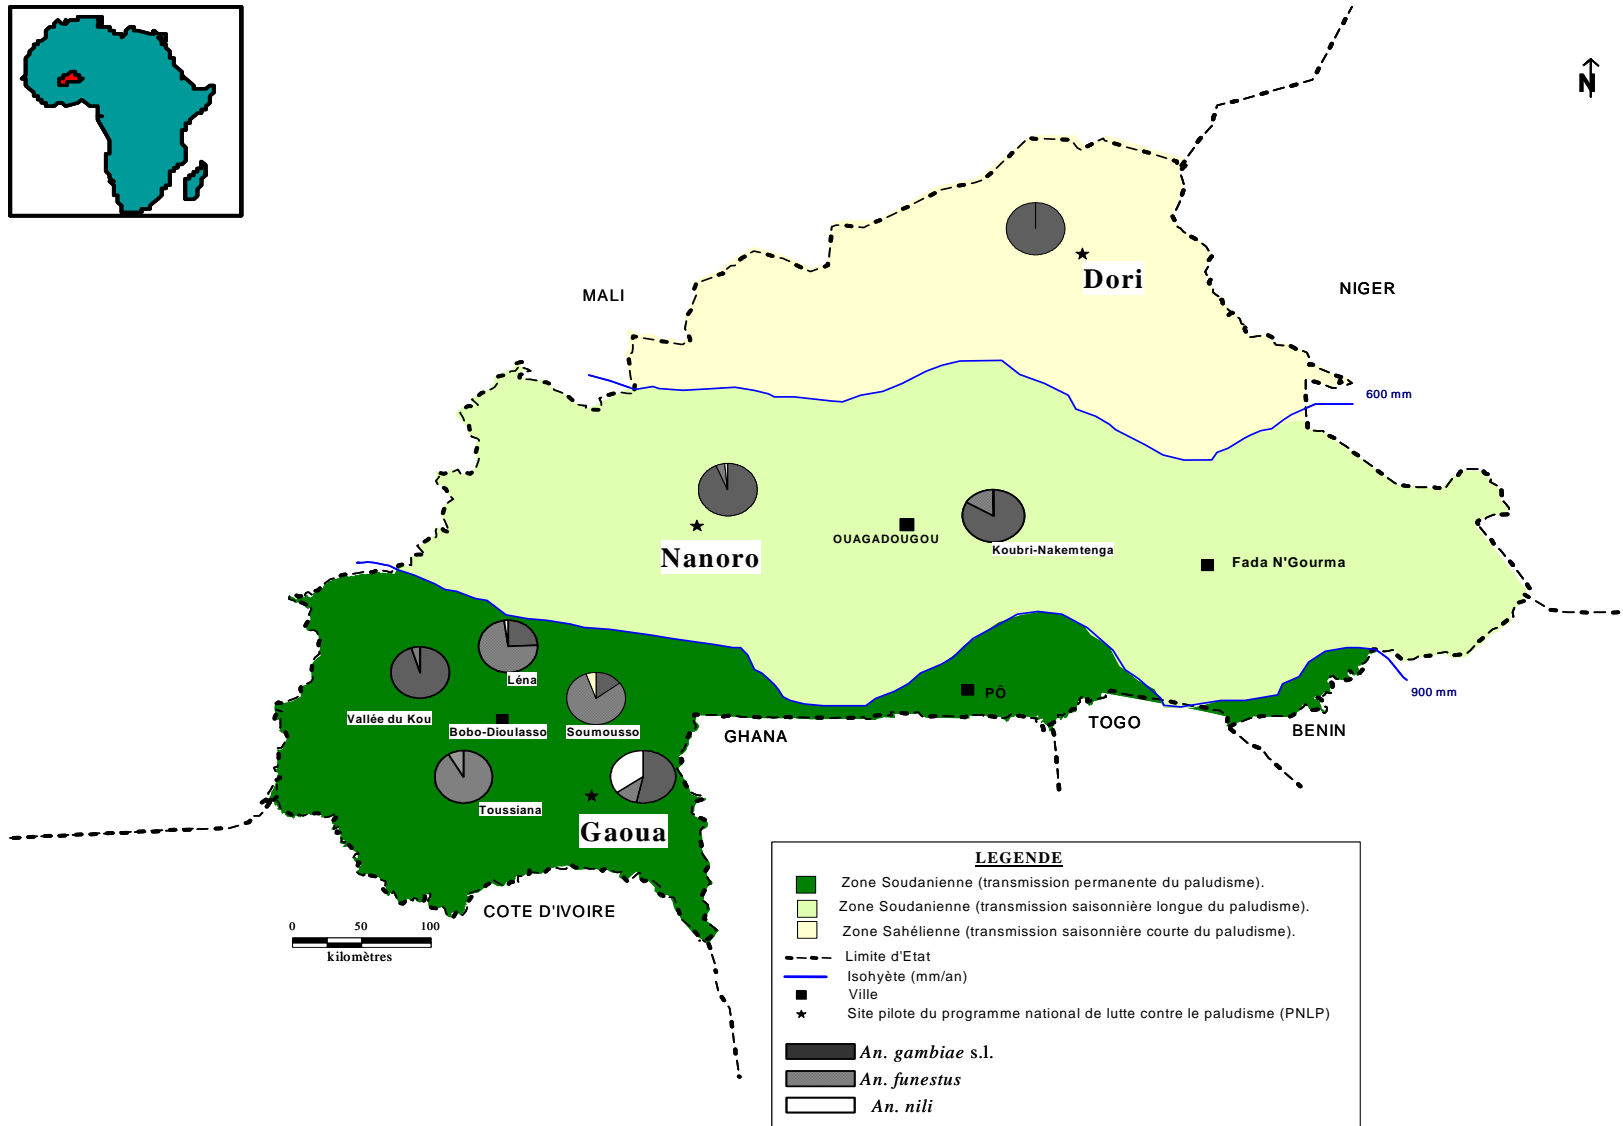 N
Dori
MALI
NIGER
600 mm
Nanoro
OUAGADOUGOU
Koubri-Nakemtenga
Fada N'Gourma
Léna
Vallée du Kou
Bobo-Dioulasso
Soumousso
PÔ
900 mm
GHANA
TOGO
BENIN
Toussiana
Gaoua
COTE D'IVOIRE
0 50 100
kilomètres
LEGENDE
Zone Soudanienne (transmission permanente du paludisme).
Zone Soudanienne (transmission saisonnière longue du paludisme).
Zone Sahélienne (transmission saisonnière courte du paludisme).
Limite d'Etat
Isohyète (mm/an)
Ville
Site pilote du programme national de lutte contre le paludisme (PNLP)
An. gambiae s.l.
An. funestus
An. nili